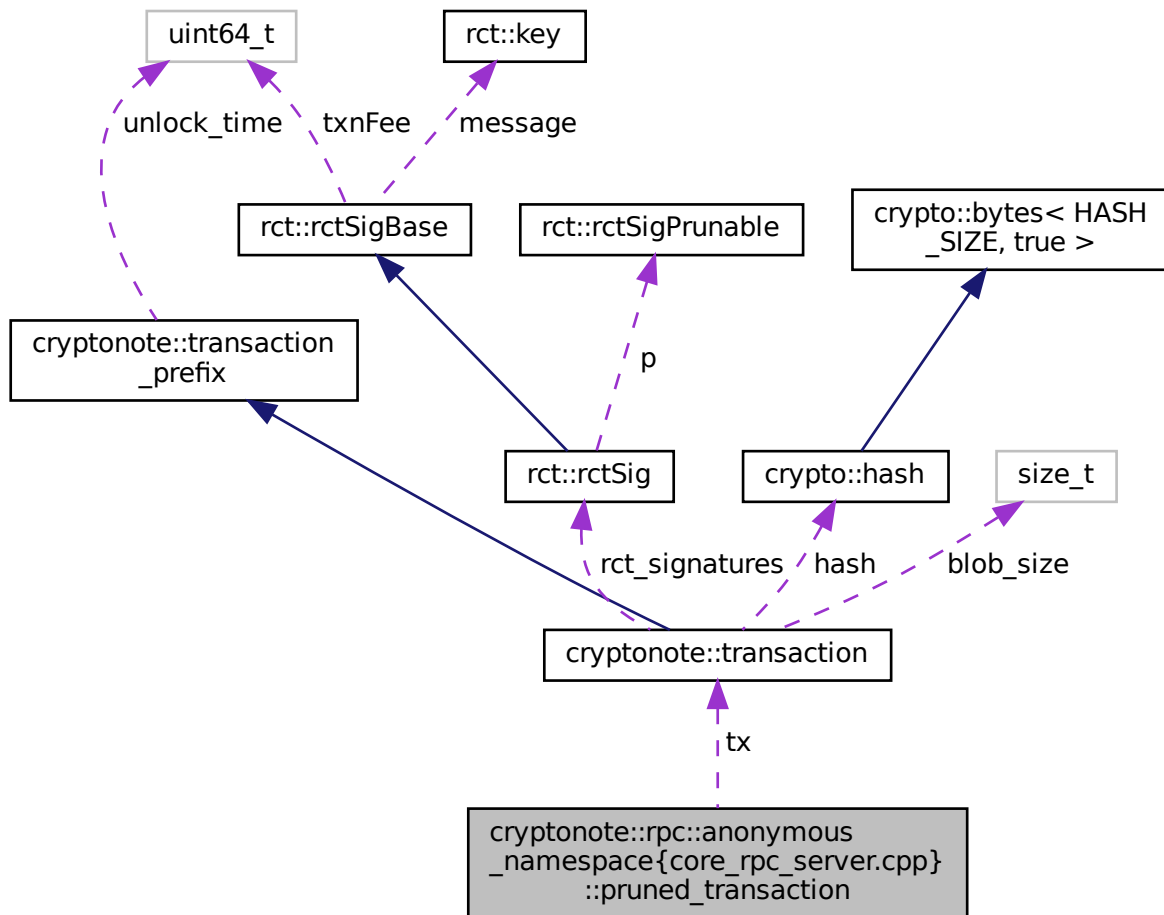 uint64_t
rct::key
unlock_time
txnFee
message
rct::rctSigBase
rct::rctSigPrunable
crypto::bytes< HASH
_SIZE, true >
cryptonote::transaction
_prefix
p
rct::rctSig
crypto::hash
size_t
rct_signatures
hash
blob_size
cryptonote::transaction
tx
cryptonote::rpc::anonymous
_namespace{core_rpc_server.cpp}
::pruned_transaction